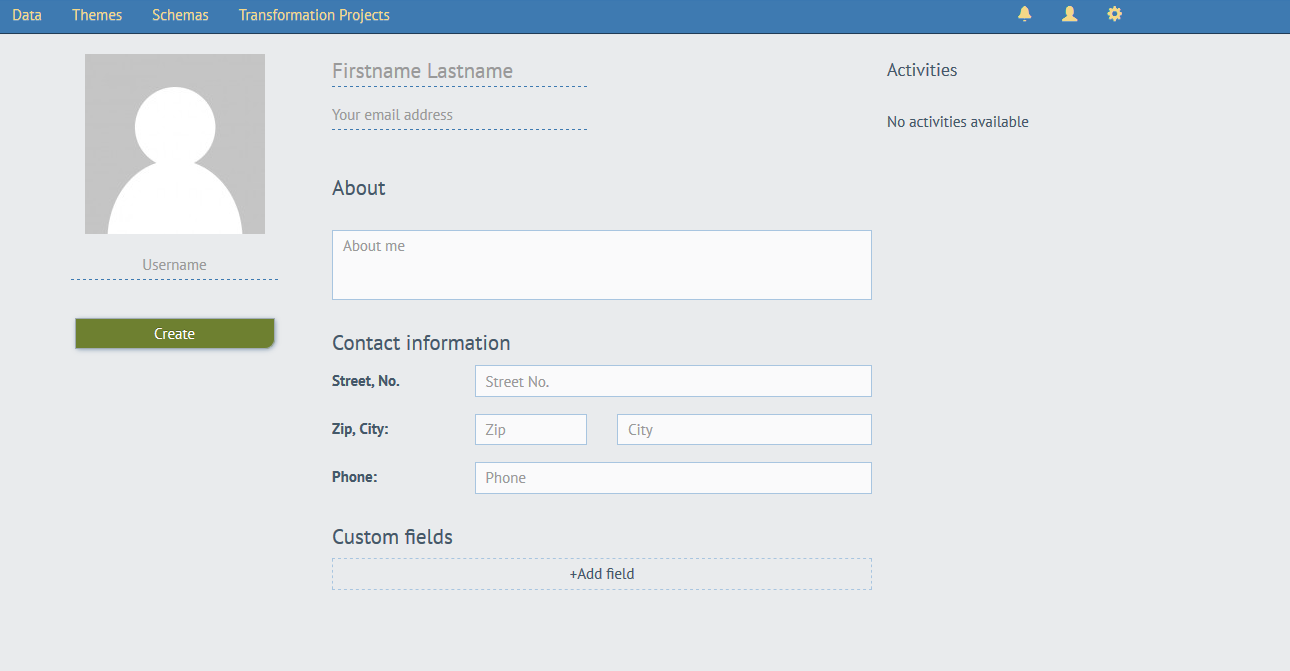 Data Themes Schemas Transformation Projects
Firstname Lastname
Your email address
Username
Create
About
About me
Contact information
Street, No. Street No.
Zip, City: Zip City
Phone: Phone
Custom fields
+Add field
Activities
No activities available